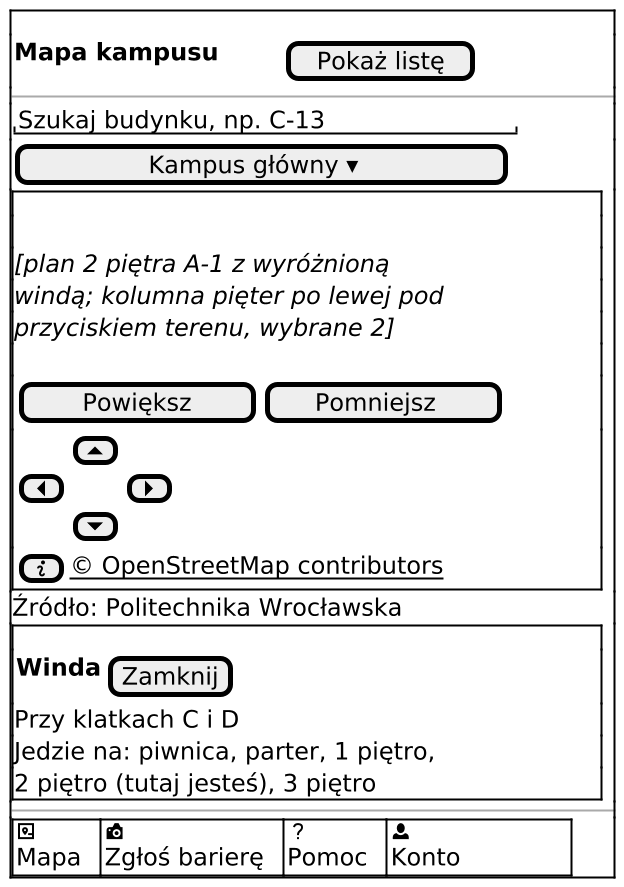 Mapa kampusu
Pokaż listę
Szukaj budynku, np. C-13
Kampus główny ▾
[plan 2 piętra A-1 z wyróżnioną
windą; kolumna pięter po lewej pod
przyciskiem terenu, wybrane 2]
Powiększ
Pomniejsz
i
© OpenStreetMap contributors
Źródło: Politechnika Wrocławska
Winda
Zamknij
Przy klatkach C i D
Jedzie na: piwnica, parter, 1 piętro,
2 piętro (tutaj jesteś), 3 piętro
?
Mapa
Zgłoś barierę
Pomoc
Konto